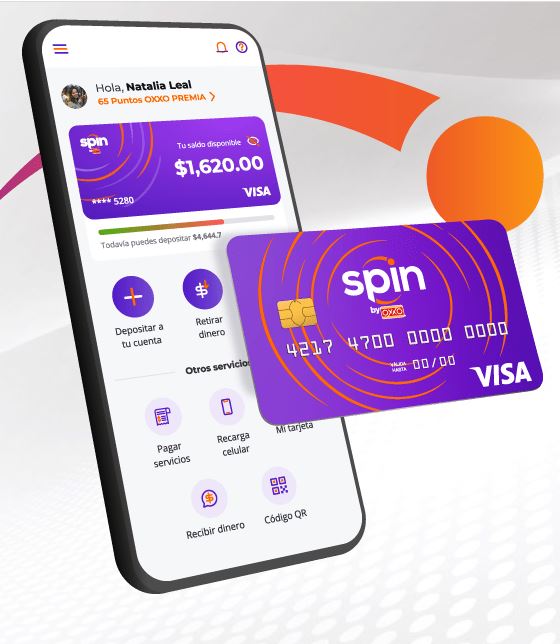 Hola, Natalia Leal
65 Puntos OXXO PREMIA
spin
Tu saldo disponible
$1,620.00
**** 5280
VISA
Todavía puedes depositar $4,644.7
Depositar a
tu cuenta
Retirar
dinero
Otros servicios
Pagar
servicios
Recarga
celular
Mi tarjeta
Recibir dinero
Código QR
spin
by OXXO
4217 4700 0000 0000
VÁLIDA
HASTA
00/00
VISA